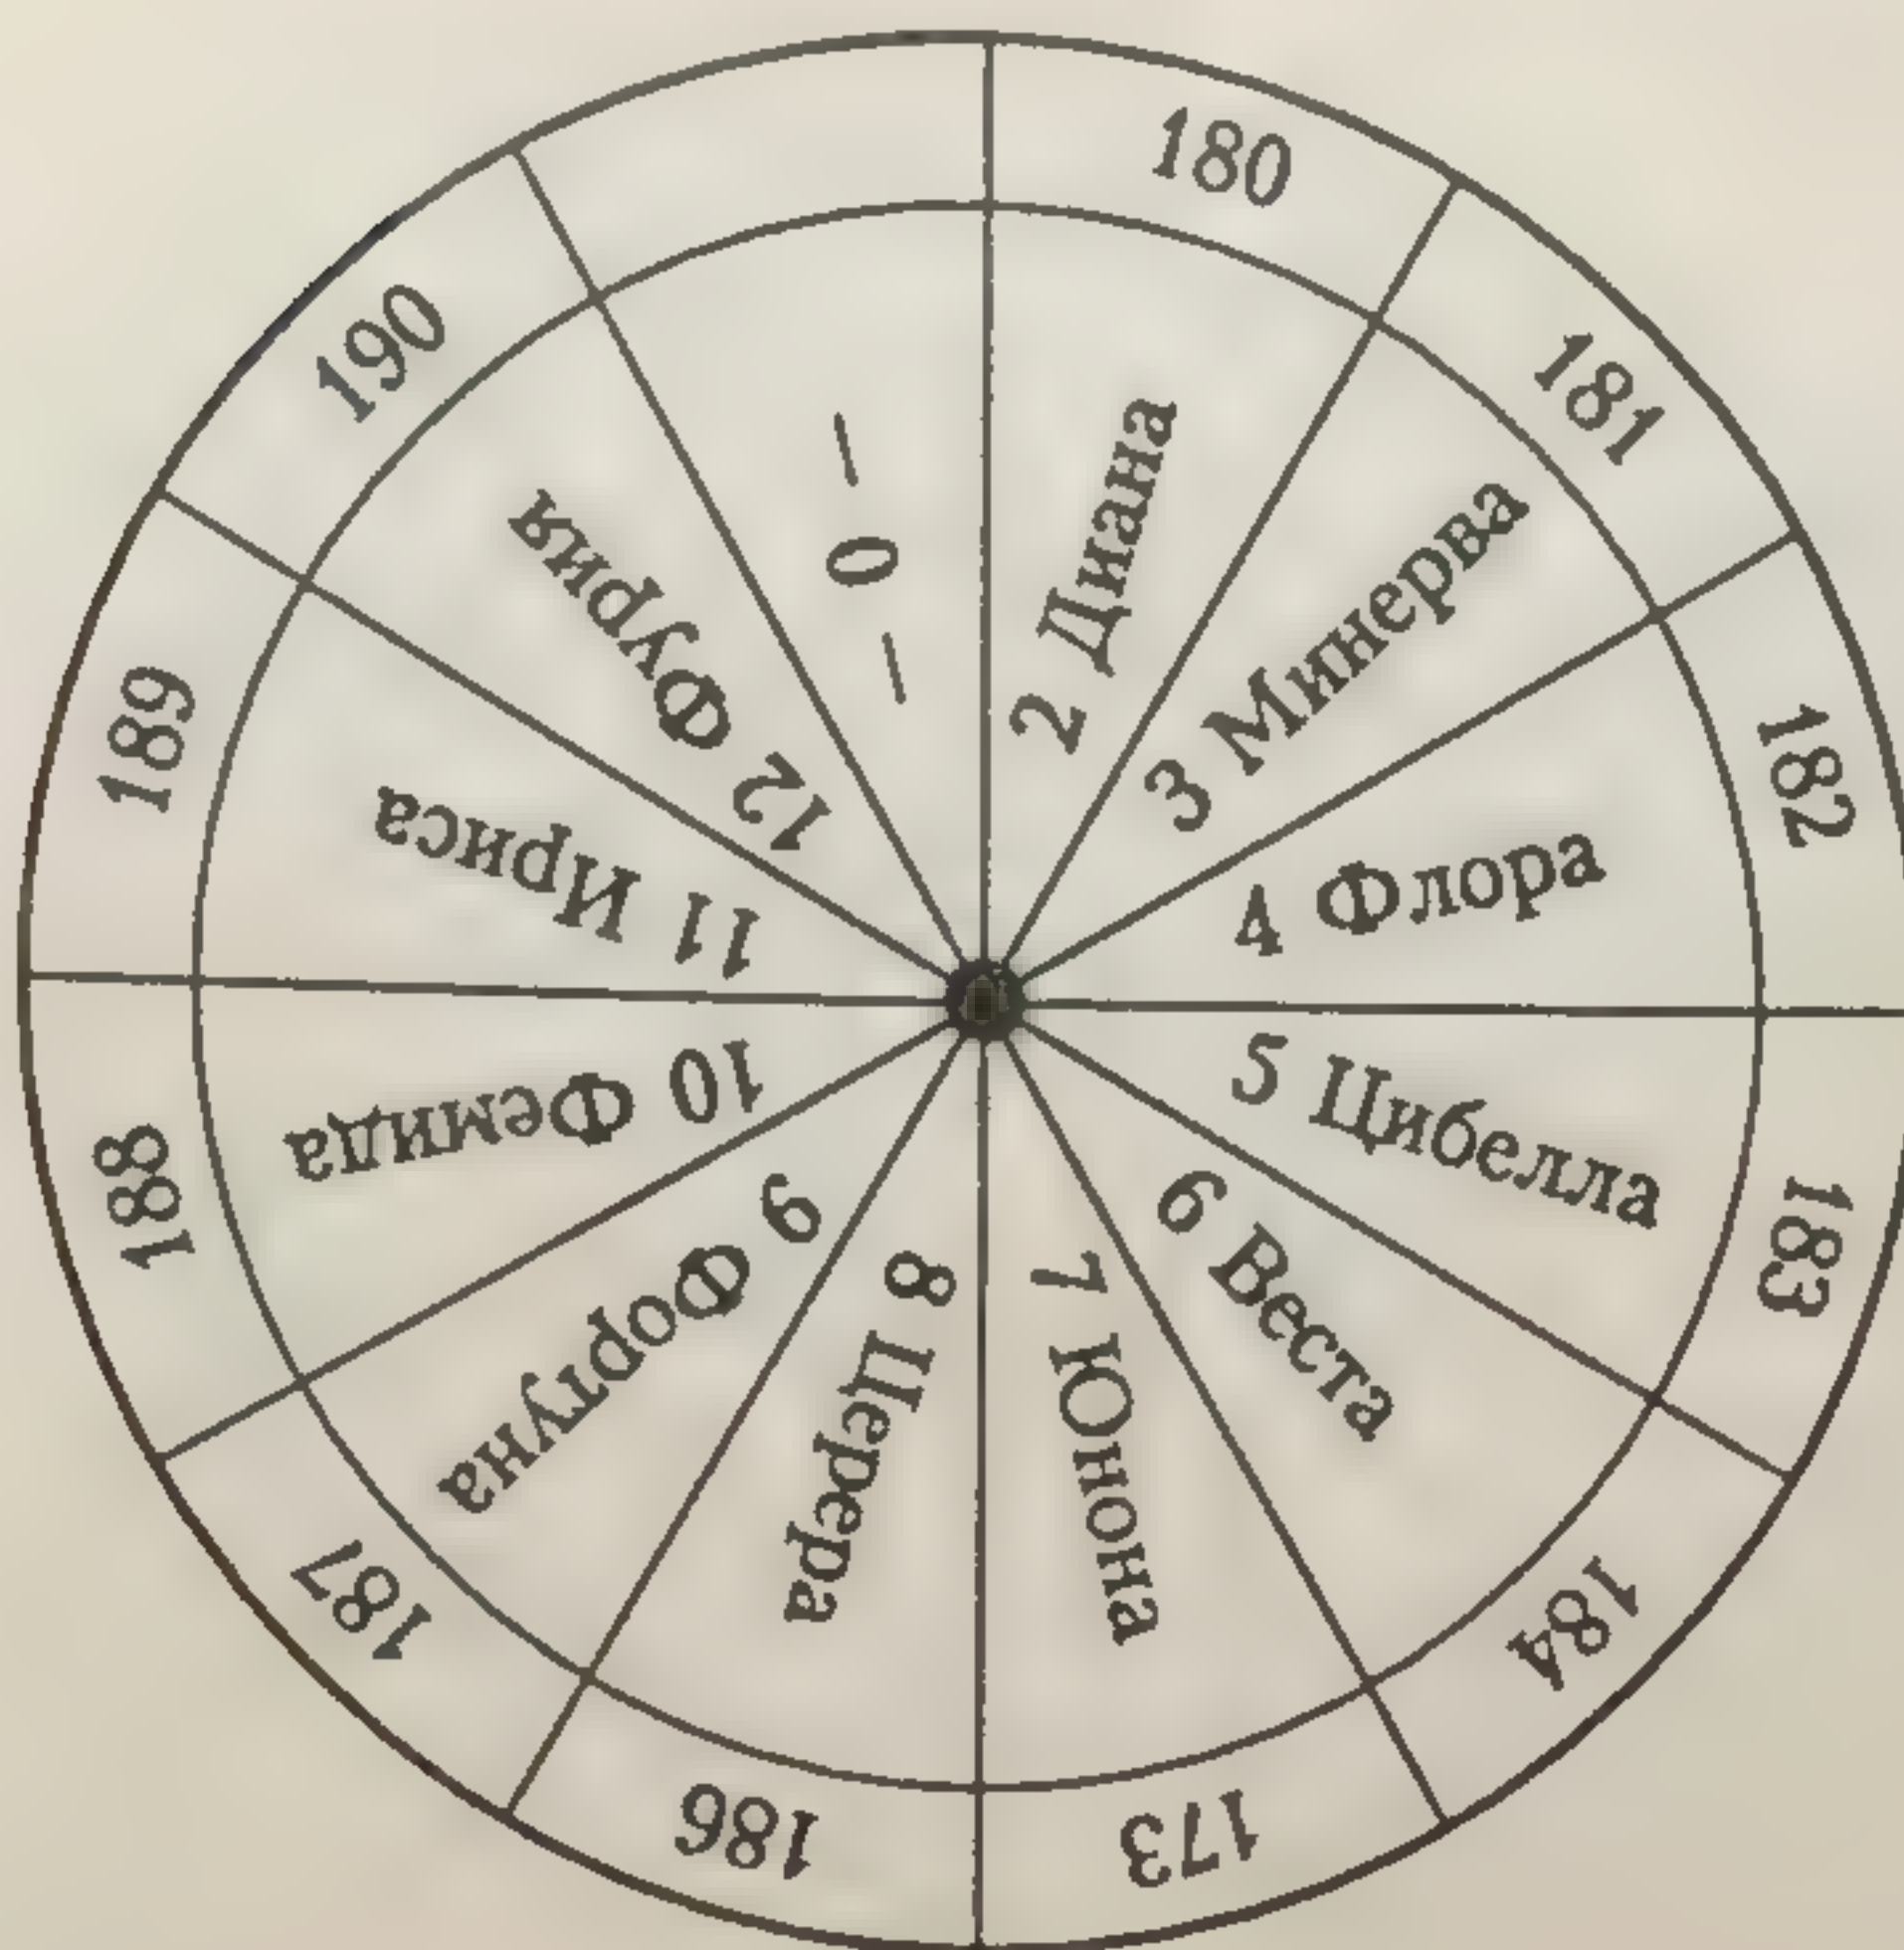 180
2 Диана
181
3 Минерва
182
4 Флора
183
5 Цибелла
184
6 Веста
173
7 Юнона
186
8 Церера
187
9 Фортуна
188
10 Фемида
189
11 Ириса
190
12 Фурия
– 0 –